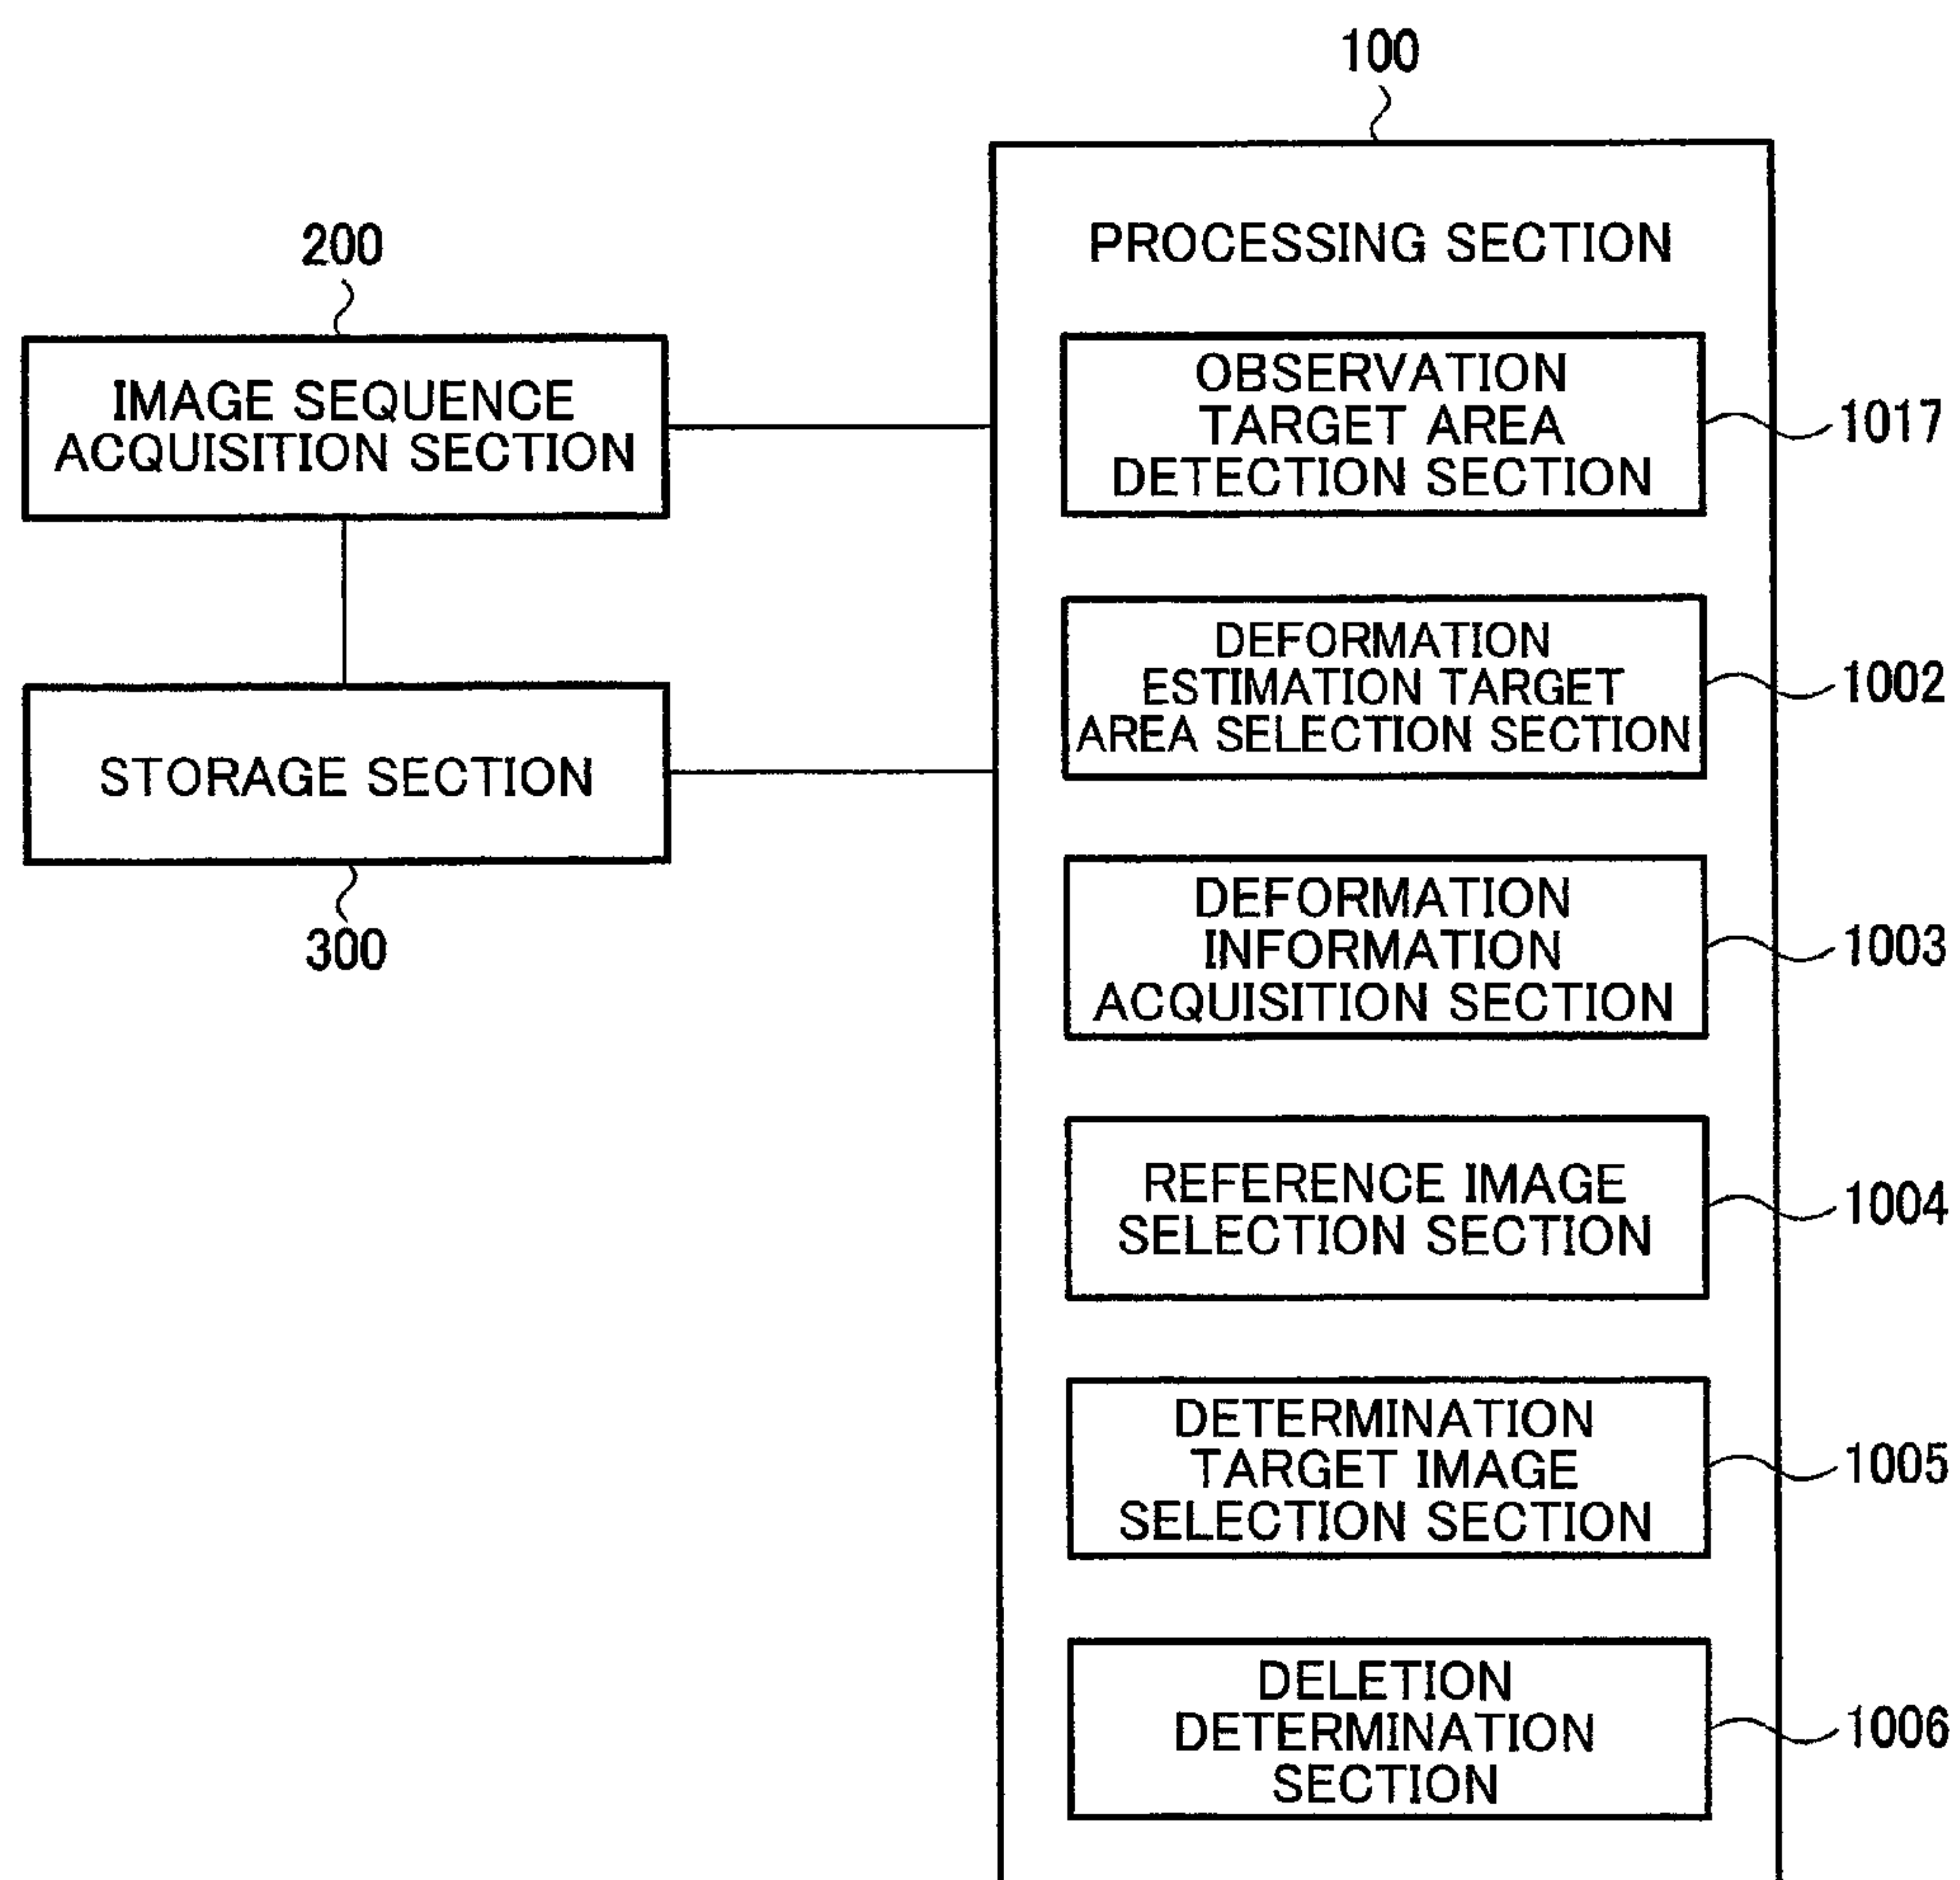 100
PROCESSING SECTION
200
IMAGE SEQUENCE
ACQUISITION SECTION
STORAGE SECTION
300
OBSERVATION
TARGET AREA
DETECTION SECTION
1017
DEFORMATION
ESTIMATION TARGET
AREA SELECTION SECTION
1002
DEFORMATION
INFORMATION
ACQUISITION SECTION
1003
REFERENCE IMAGE
SELECTION SECTION
1004
DETERMINATION
TARGET IMAGE
SELECTION SECTION
1005
DELETION
DETERMINATION
SECTION
1006